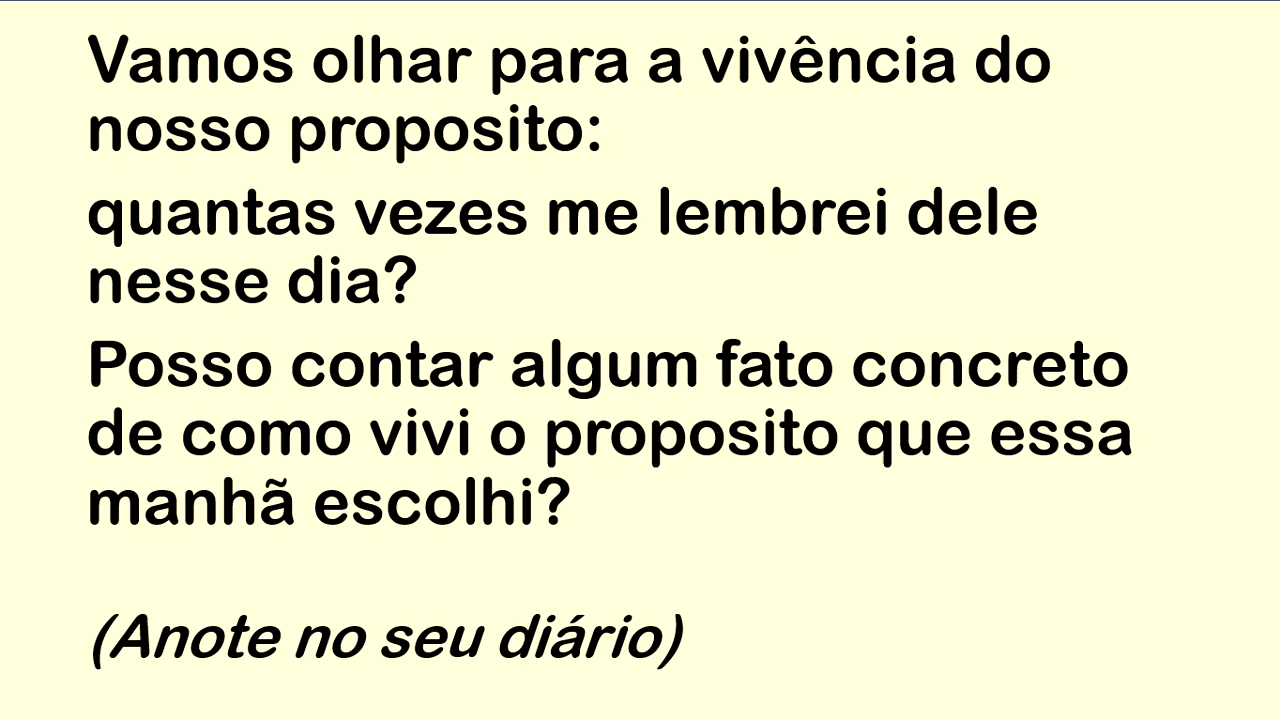 Vamos olhar para a vivência do
nosso proposito:
quantas vezes me lembrei dele
nesse dia?
Posso contar algum fato concreto
de como vivi o proposito que essa
manhã escolhi?
(Anote no seu diário)